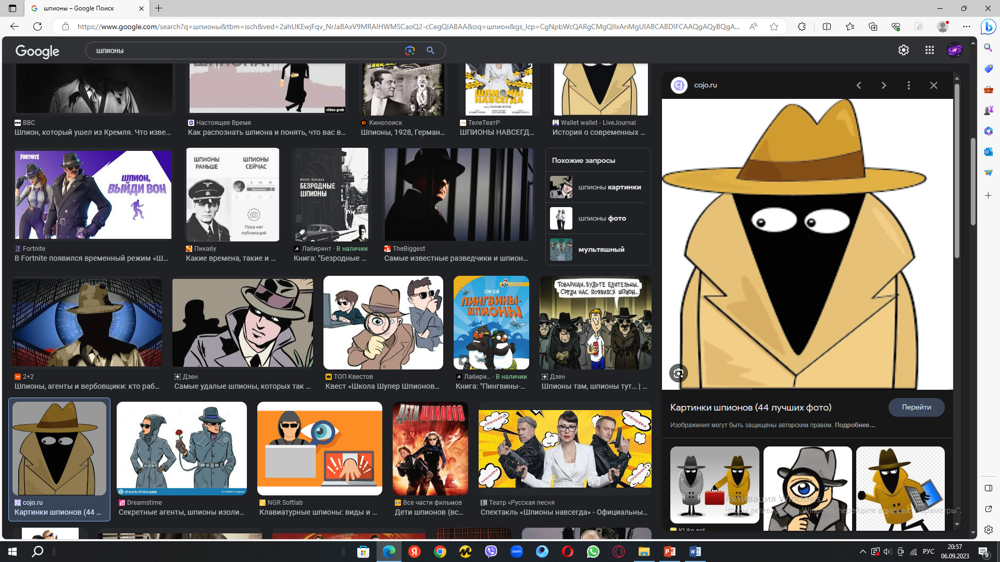 шпионы – Google Поиск
https://www.google.com/search?q=шпионы&tbm=isch&ved=2ahUKEwjFqv_NrJaBAxV9MRAIHWMSCaoQ2-cCegQIABAA&oq=шпион&gs_lcp=CgNpbWcQARgCMgQIIxAnMgUIABCABDIFCAAQgAQyBQgA...
Google
шпионы
cojo.ru
video grab
ШПИОНЫ
НАВСЕГДА
BBC
Шпион, который ушел из Кремля. Что изве...
Настоящее Время
Как распознать шпиона и понять, что вас в...
Кинопоиск
Шпионы, 1928, Герман...
ТелеТеатР
ШПИОНЫ НАВСЕГД...
Wallet wallet - LiveJournal
История о современных ...
FORTNITE
ШПИОН,
ВЫЙДИ ВОН
ШПИОНЫ РАНЬШЕ
ШПИОНЫ СЕЙЧАС
Пока нет
публикаций
Матти Фридман
БЕЗРОДНЫЕ
ШПИОНЫ
Похожие запросы
шпионы картинки
шпионы фото
мультяшный
Fortnite
В Fortnite появился временный режим «Ш...
Пикабу
Какие времена, такие и ...
Лабиринт · В наличии
Книга: "Безродные ...
TheBiggest
Самые известные разведчики и шпион...
СЭМ ХЭЙ
ПИНГВИНЫ-
ШПИОНЫ
ТОВАРИЩИ, БУДЬТЕ БДИТЕЛЬНЫ.
СРЕДИ НАС ПОЯВИЛСЯ ШПИОН...
2+2
Шпионы, агенты и вербовщики: кто раб...
Дзен
Самые удалые шпионы, которых так ...
ТОП Квестов
Квест «Школа Шупер Шпионов...
Лабири... · В наличии
Книга: "Пингвины-...
Дзен
Шпионы там, шпионы тут... | ...
Картинки шпионов (44 лучших фото)
Перейти
Изображения могут быть защищены авторским правом. Подробнее...
dreamstime.com
ДЕТИ ШПИОНОВ
ПРЕМЬЕРА
ПРЕМЬЕРА
ПРЕМЬЕРА
ПРЕМЬЕРА
cojo.ru
Картинки шпионов (44 ...
Dreamstime
Секретные агенты, шпионы изоли...
NGR Softlab
Клавиатурные шпионы: виды и ...
Все части фильмов
Дети шпионов (вс...
Театр «Русская песня
Спектакль «Шпионы навсегда» - Официальны...
Активация Windows
Чтобы активировать Windows, перейдите в раздел "Параметры".
KLike.net
zoom
РУС
20:57
06.09.2023
9